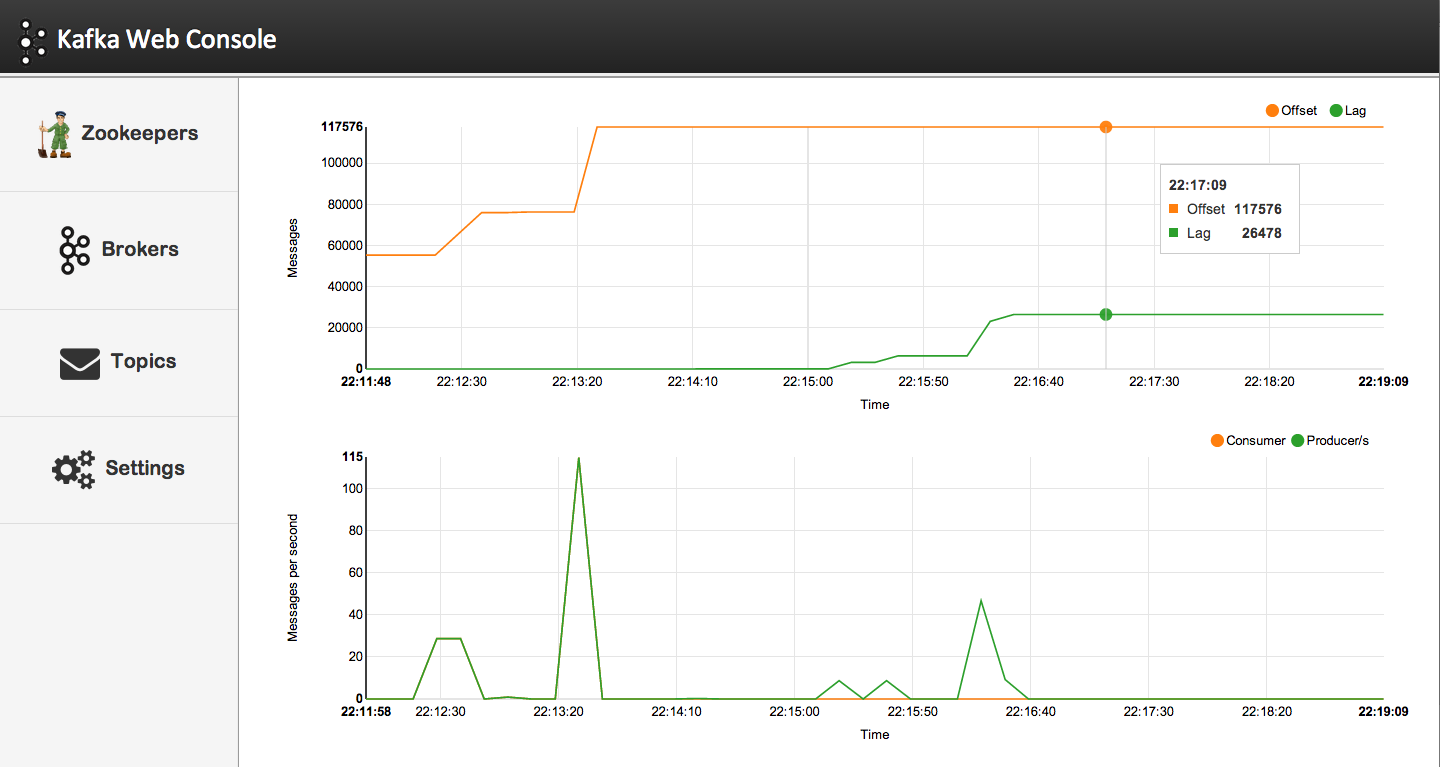 Kafka Web Console
Zookeepers
Brokers
Topics
Settings
Offset Lag
117576
100000
80000
60000
40000
20000
0
Messages
22:17:09
Offset 117576
Lag 26478
22:11:48 22:12:30 22:13:20 22:14:10 22:15:00 22:15:50 22:16:40 22:17:30 22:18:20 22:19:09
Time
Consumer Producer/s
115
100
80
60
40
20
0
Messages per second
22:11:58 22:12:30 22:13:20 22:14:10 22:15:00 22:15:50 22:16:40 22:17:30 22:18:20 22:19:09
Time